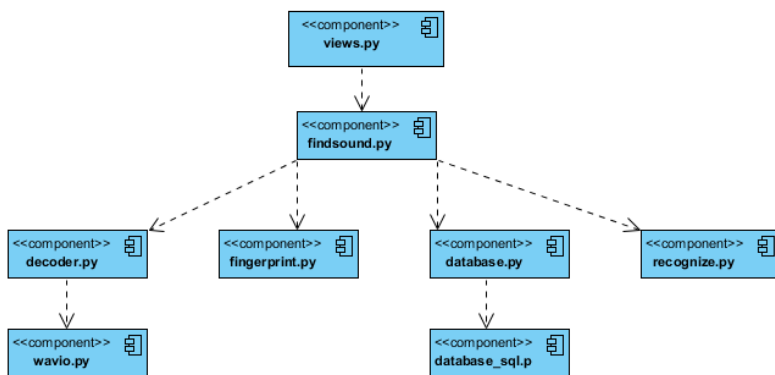 <<component>>
views.py
<<component>>
findsound.py
<<component>>
decoder.py
<<component>>
fingerprint.py
<<component>>
database.py
<<component>>
recognize.py
<<component>>
wavio.py
<<component>>
database_sql.p